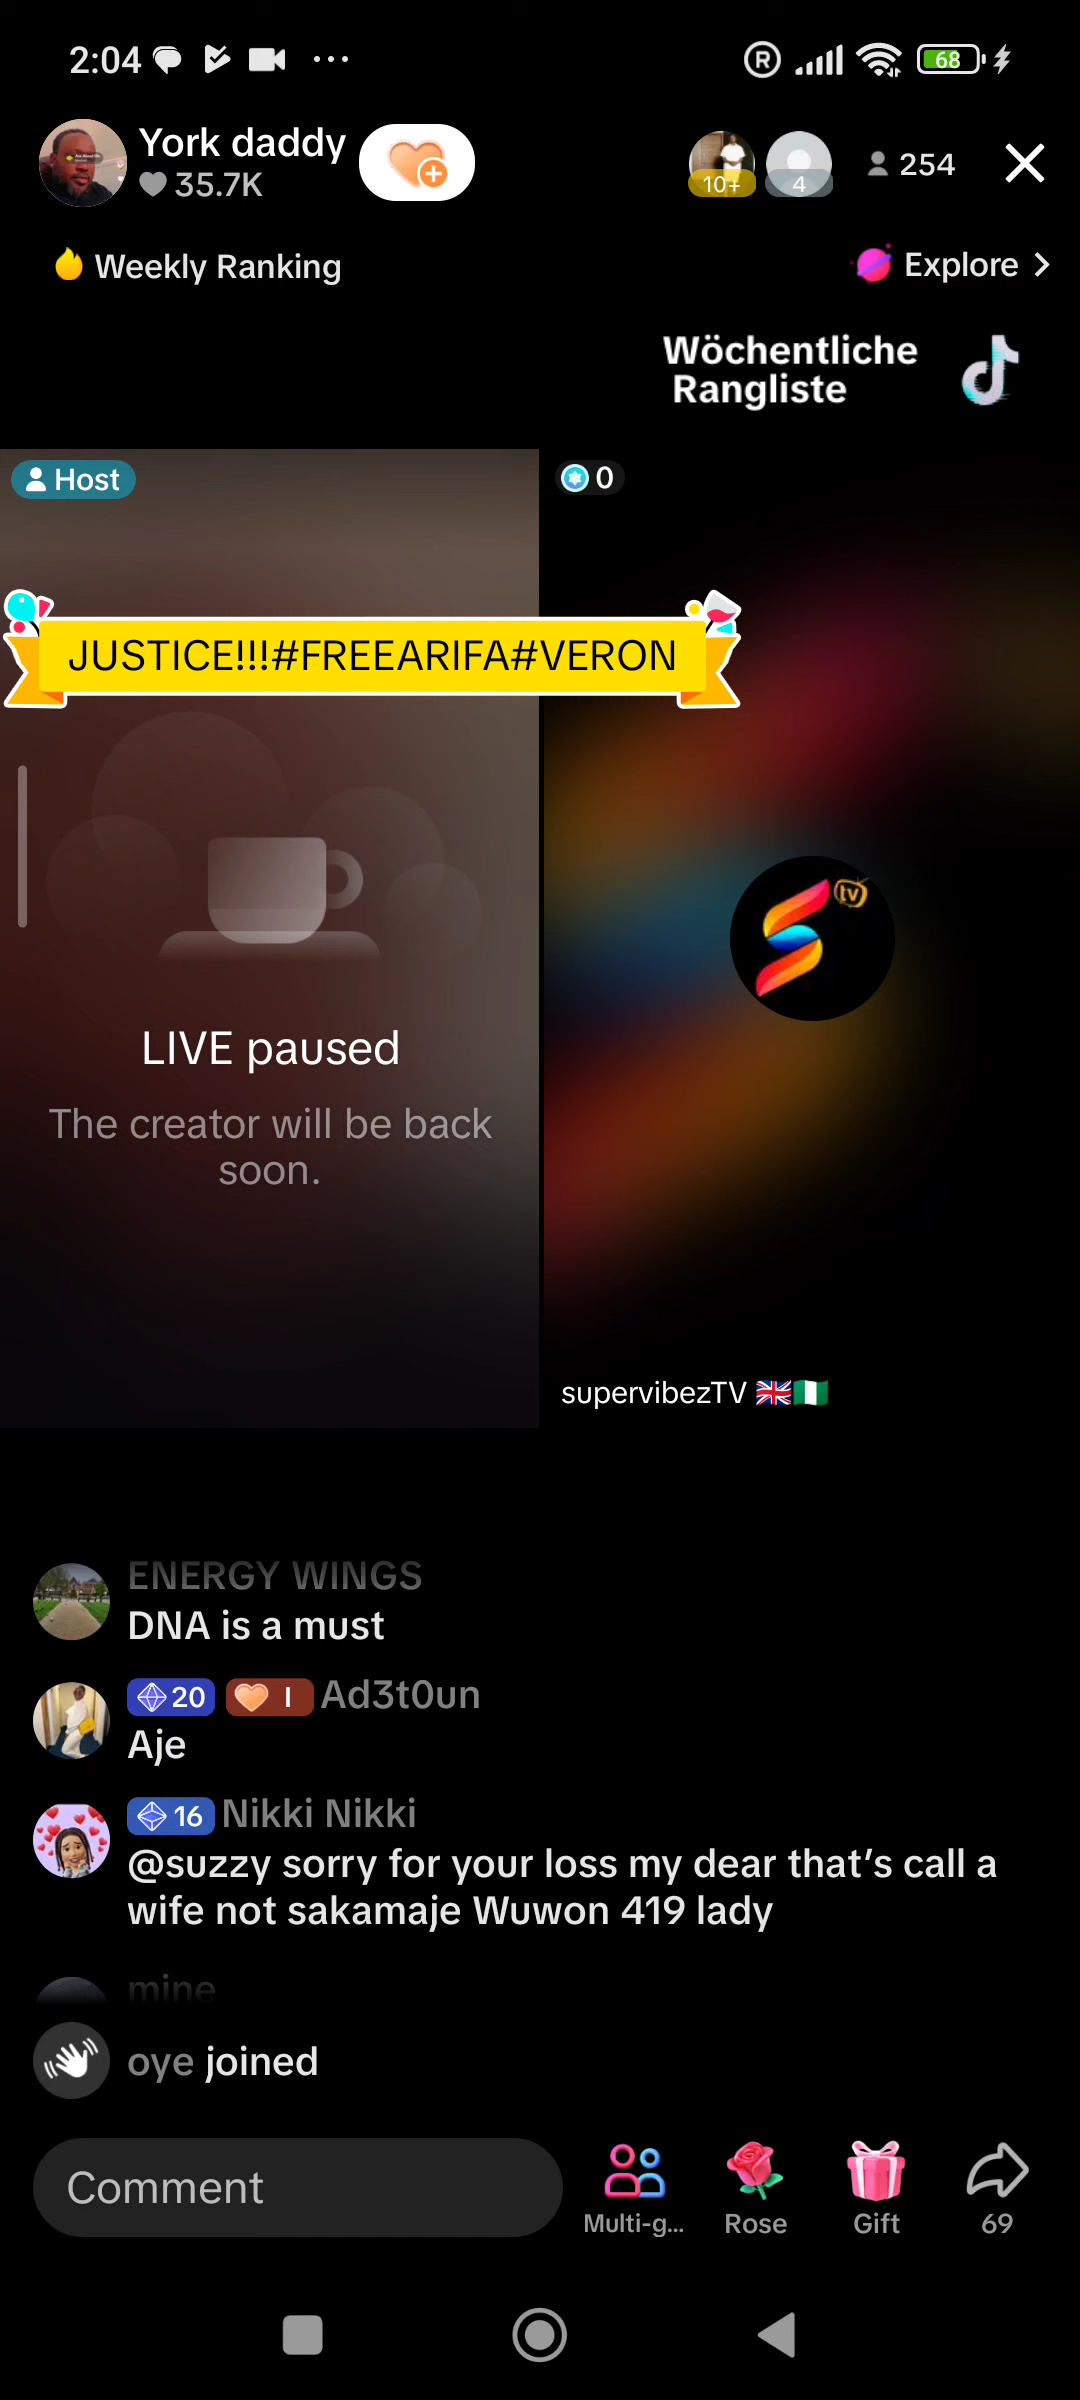 2:04
68
York daddy
35.7K
10+
4
254
Weekly Ranking
Explore
Wöchentliche
Rangliste
Host
0
JUSTICE!!!#FREEARIFA#VERON
tv
LIVE paused
The creator will be back
soon.
supervibezTV 🇬🇧🇳🇬
ENERGY WINGS
DNA is a must
20 I Ad3t0un
Aje
16 Nikki Nikki
@suzzy sorry for your loss my dear that’s call a
wife not sakamaje Wuwon 419 lady
mine
oye joined
Comment
Multi-g...
Rose
Gift
69